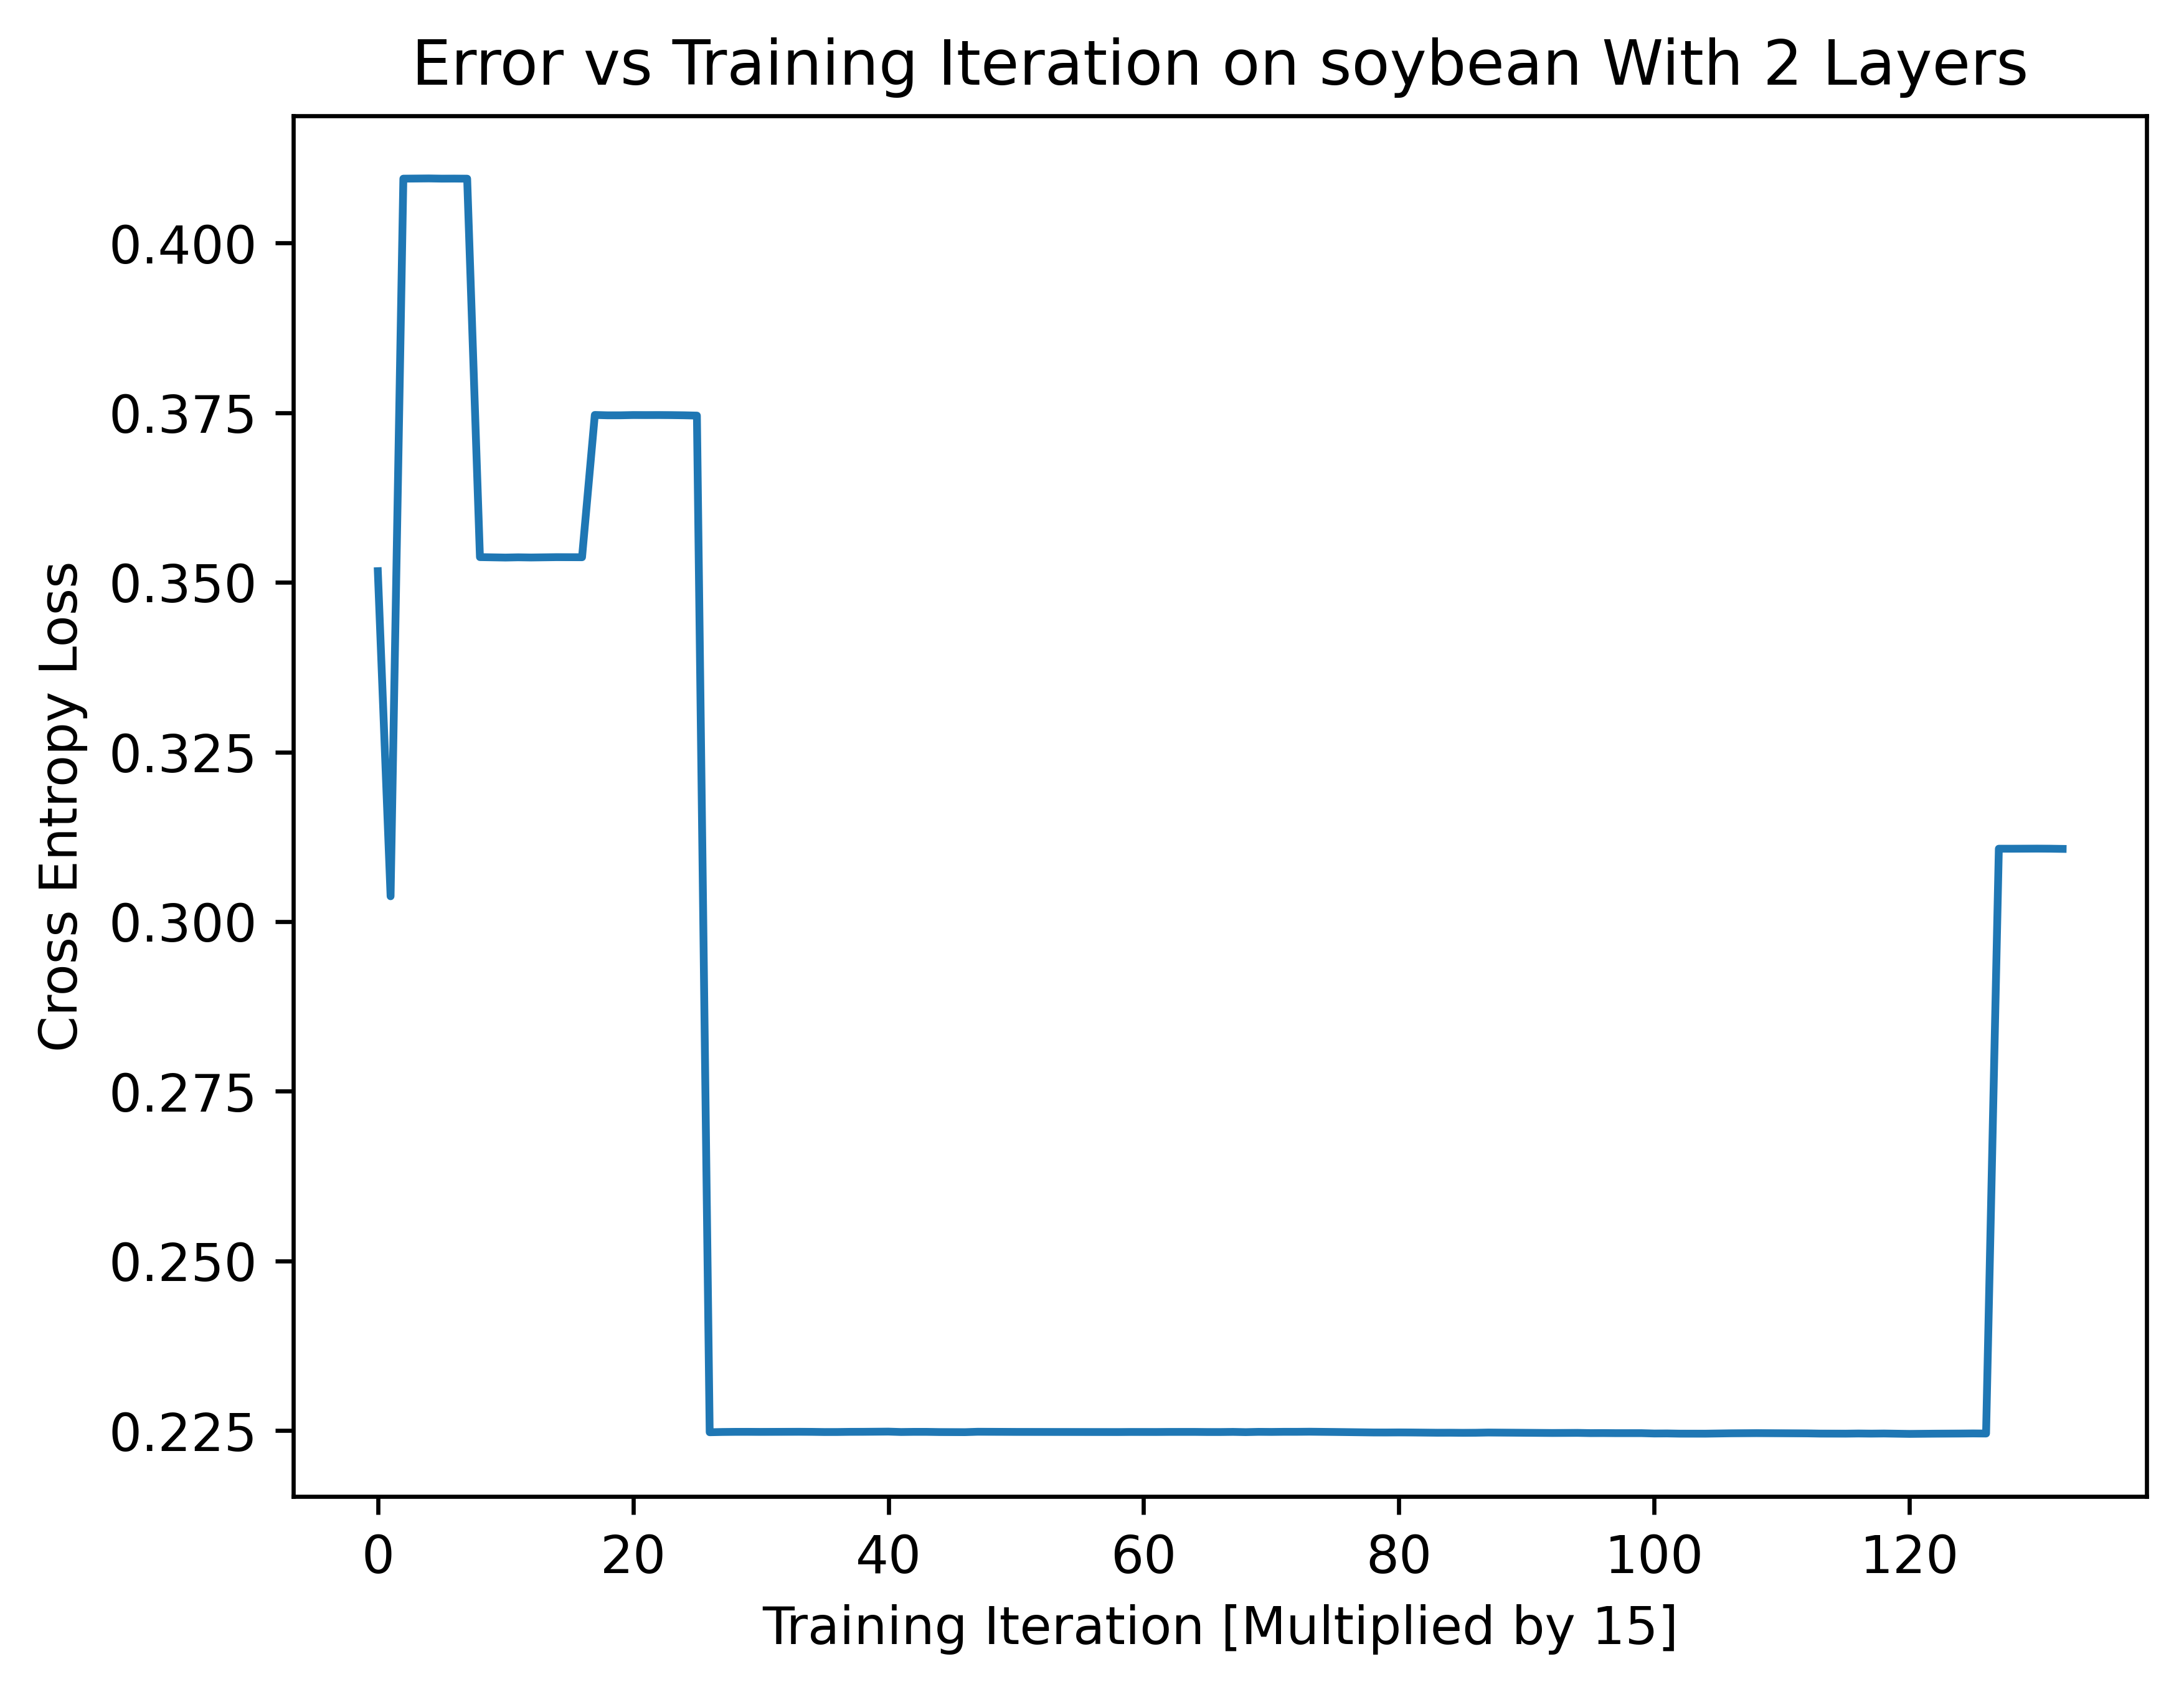 Error vs Training Iteration on soybean With 2 Layers
Cross Entropy Loss
0.400
0.375
0.350
0.325
0.300
0.275
0.250
0.225
0 20 40 60 80 100 120
Training Iteration [Multiplied by 15]